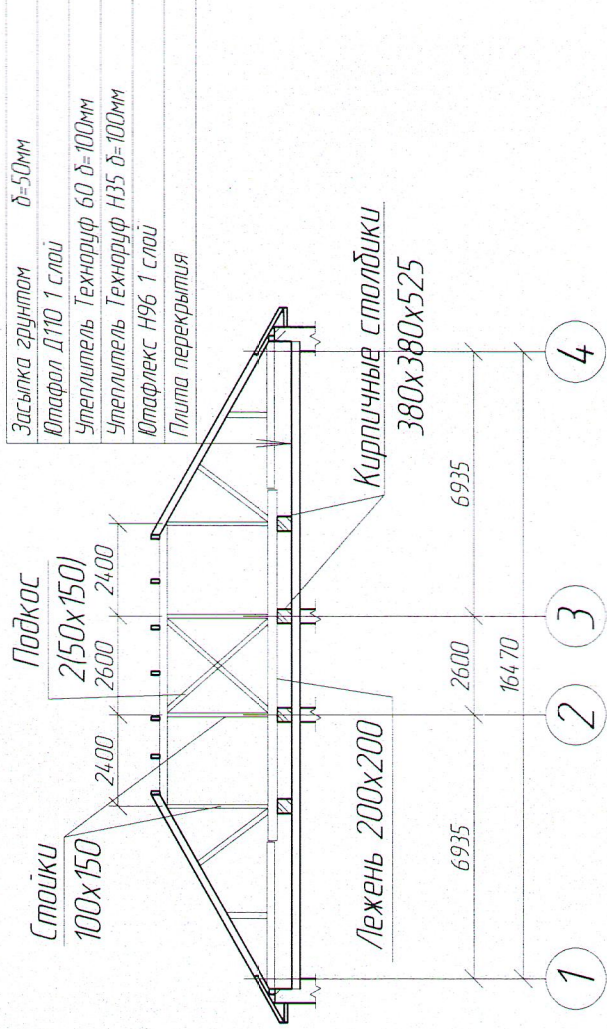 Засыпка грунтом δ=50мм
Ютафол Д110 1 слой
Утеплитель Техноруф 60 δ=100мм
Утеплитель Техноруф Н35 δ=100мм
Ютафлекс Н96 1 слой
Плита перекрытия
Подкос
2(50х150)
Стойки
100х150
2400
2600
2400
Лежень 200х200
Кирпичные столбики
380х380х525
6935
2600
6935
16470
1
2
3
4